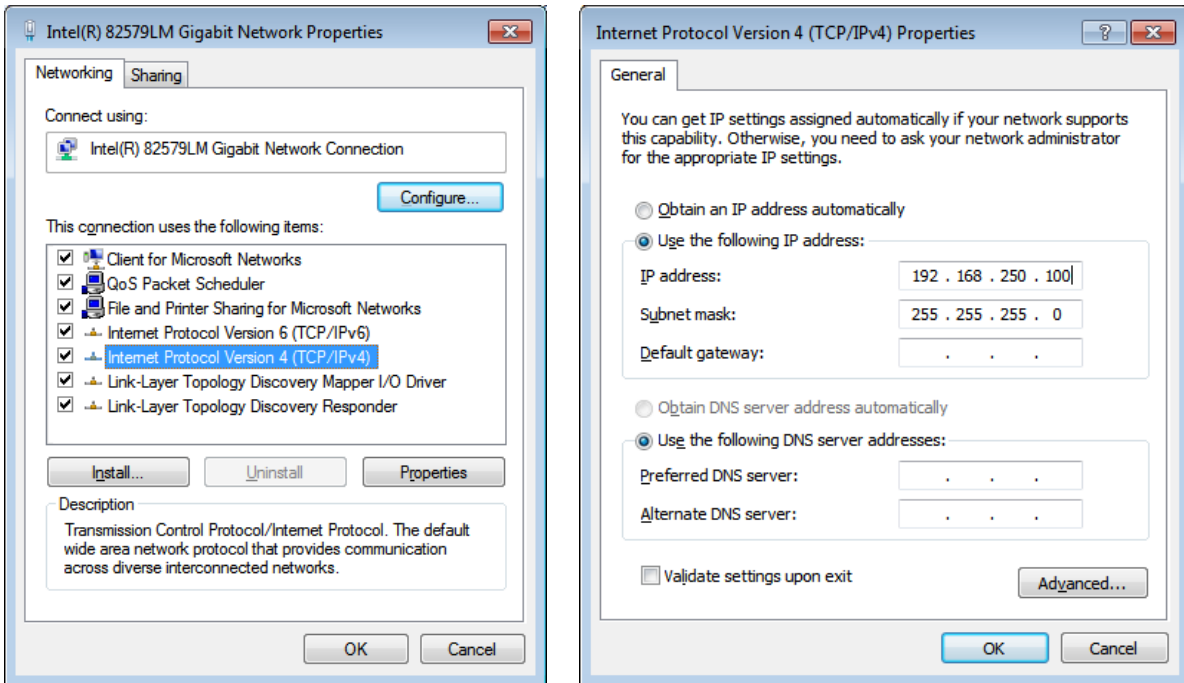 Intel(R) 82579LM Gigabit Network Properties
Networking
Sharing
Connect using:
Intel(R) 82579LM Gigabit Network Connection
Configure...
This connection uses the following items:
Client for Microsoft Networks
QoS Packet Scheduler
File and Printer Sharing for Microsoft Networks
Internet Protocol Version 6 (TCP/IPv6)
Internet Protocol Version 4 (TCP/IPv4)
Link-Layer Topology Discovery Mapper I/O Driver
Link-Layer Topology Discovery Responder
Install...
Uninstall
Properties
Description
Transmission Control Protocol/Internet Protocol. The default
wide area network protocol that provides communication
across diverse interconnected networks.
OK
Cancel
Internet Protocol Version 4 (TCP/IPv4) Properties
?
General
You can get IP settings assigned automatically if your network supports
this capability. Otherwise, you need to ask your network administrator
for the appropriate IP settings.
Obtain an IP address automatically
Use the following IP address:
IP address: 192 . 168 . 250 . 100
Subnet mask: 255 . 255 . 255 . 0
Default gateway: . . .
Obtain DNS server address automatically
Use the following DNS server addresses:
Preferred DNS server: . . .
Alternate DNS server: . . .
Validate settings upon exit
Advanced...
OK
Cancel